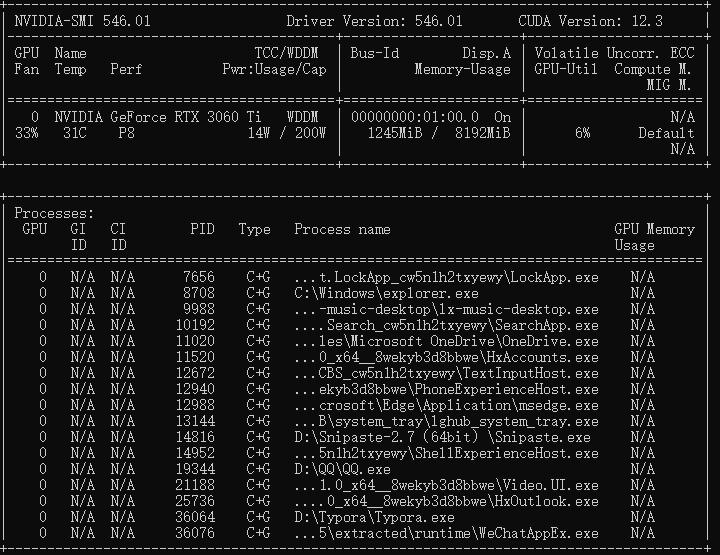 NVIDIA-SMI 546.01 Driver Version: 546.01 CUDA Version: 12.3
GPU Name TCC/WDDM Bus-Id Disp.A Volatile Uncorr. ECC
Fan Temp Perf Pwr:Usage/Cap Memory-Usage GPU-Util Compute M.
MIG M.
0 NVIDIA GeForce RTX 3060 Ti WDDM 00000000:01:00.0 On N/A
33% 31C P8 14W / 200W 1245MiB / 8192MiB 6% Default
N/A
Processes:
GPU GI CI PID Type Process name GPU Memory
ID ID Usage
0 N/A N/A 7656 C+G ...t.LockApp_cw5n1h2txyewy\LockApp.exe N/A
0 N/A N/A 8708 C+G C:\Windows\explorer.exe N/A
0 N/A N/A 9988 C+G ...-music-desktop\lx-music-desktop.exe N/A
0 N/A N/A 10192 C+G ....Search_cw5n1h2txyewy\SearchApp.exe N/A
0 N/A N/A 11020 C+G ...les\Microsoft OneDrive\OneDrive.exe N/A
0 N/A N/A 11520 C+G ...0_x64__8wekyb3d8bbwe\HxAccounts.exe N/A
0 N/A N/A 12672 C+G ...CBS_cw5n1h2txyewy\TextInputHost.exe N/A
0 N/A N/A 12940 C+G ...ekyb3d8bbwe\PhoneExperienceHost.exe N/A
0 N/A N/A 12988 C+G ...crosoft\Edge\Application\msedge.exe N/A
0 N/A N/A 13144 C+G ...B\system_tray\lghub_system_tray.exe N/A
0 N/A N/A 14816 C+G D:\Snipaste-2.7 (64bit) \Snipaste.exe N/A
0 N/A N/A 14952 C+G ...5n1h2txyewy\ShellExperienceHost.exe N/A
0 N/A N/A 19344 C+G D:\QQ\QQ.exe N/A
0 N/A N/A 21188 C+G ...1.0_x64__8wekyb3d8bbwe\Video.UI.exe N/A
0 N/A N/A 25736 C+G ....0_x64__8wekyb3d8bbwe\HxOutlook.exe N/A
0 N/A N/A 36064 C+G D:\Typora\Typora.exe N/A
0 N/A N/A 36076 C+G ...5\extracted\runtime\WeChatAppEx.exe N/A